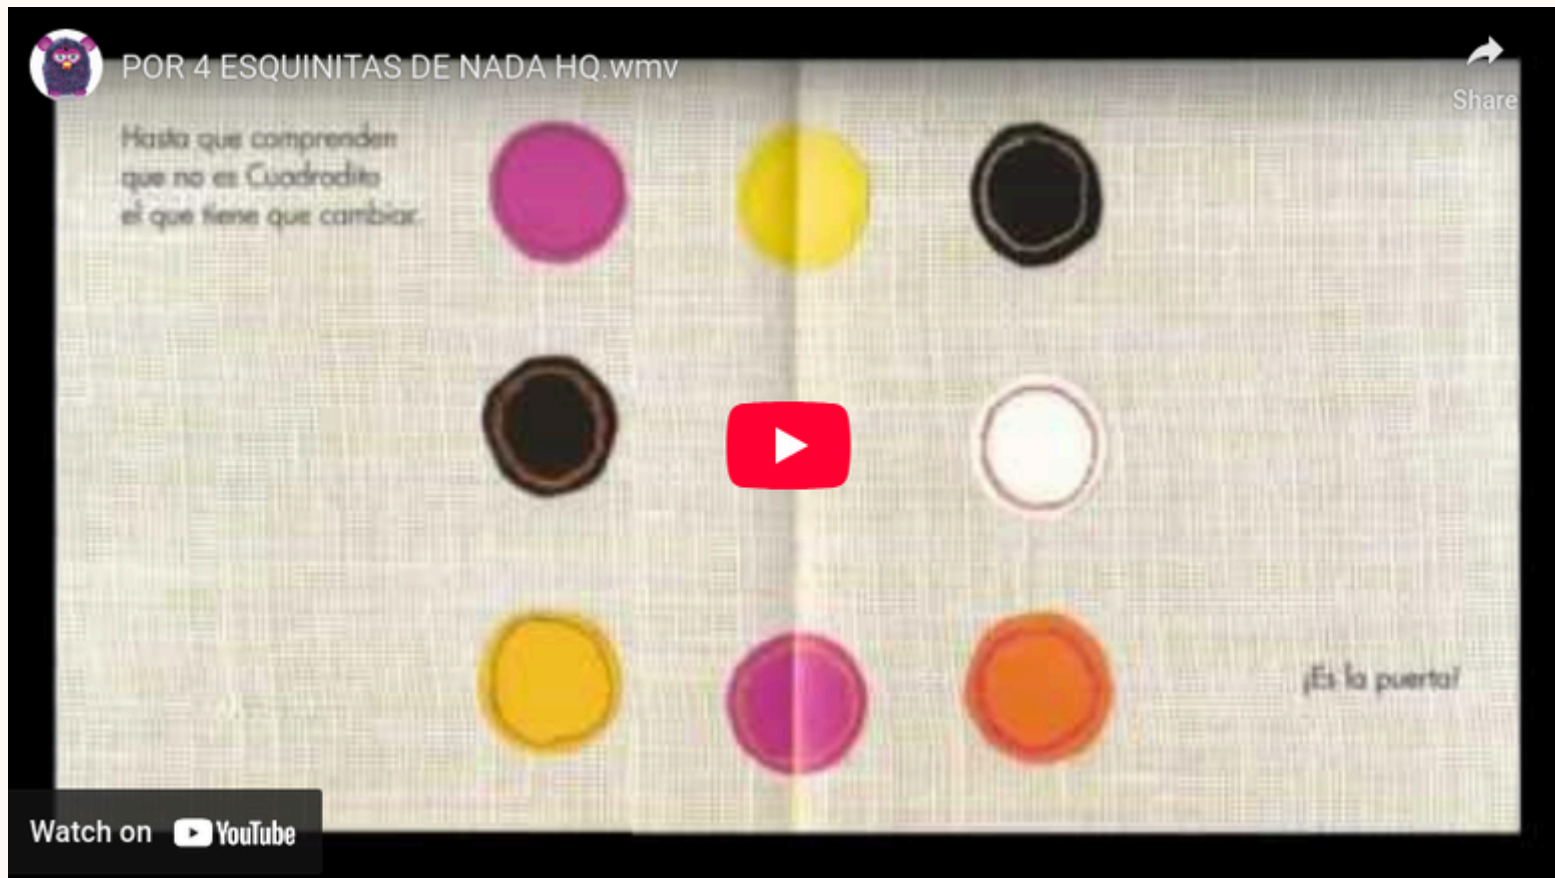 POR 4 ESQUINITAS DE NADA HQ.wmv
Share
Hasta que comprenden
que no es Cuadradito
el que tiene que cambiar.
¡Es la puerta!
Watch on YouTube